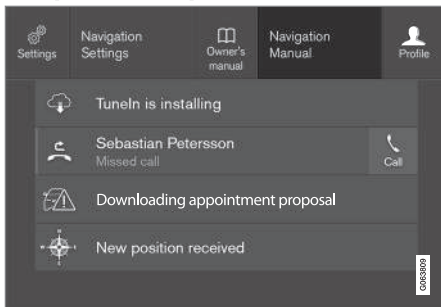 Settings
Navigation
Settings
Owner's
manual
Navigation
Manual
Profile
TuneIn is installing
Sebastian Petersson
Missed call
Call
Downloading appointment proposal
New position received
G063809